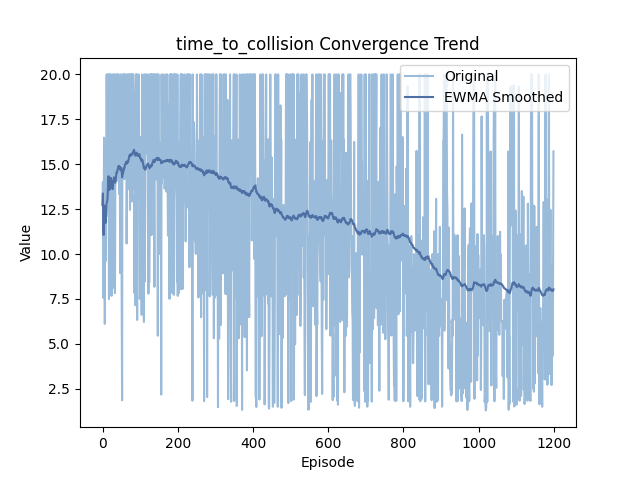 time_to_collision Convergence Trend
Original
EWMA Smoothed
20.0
17.5
15.0
12.5
10.0
7.5
5.0
2.5
Value
0 200 400 600 800 1000 1200
Episode